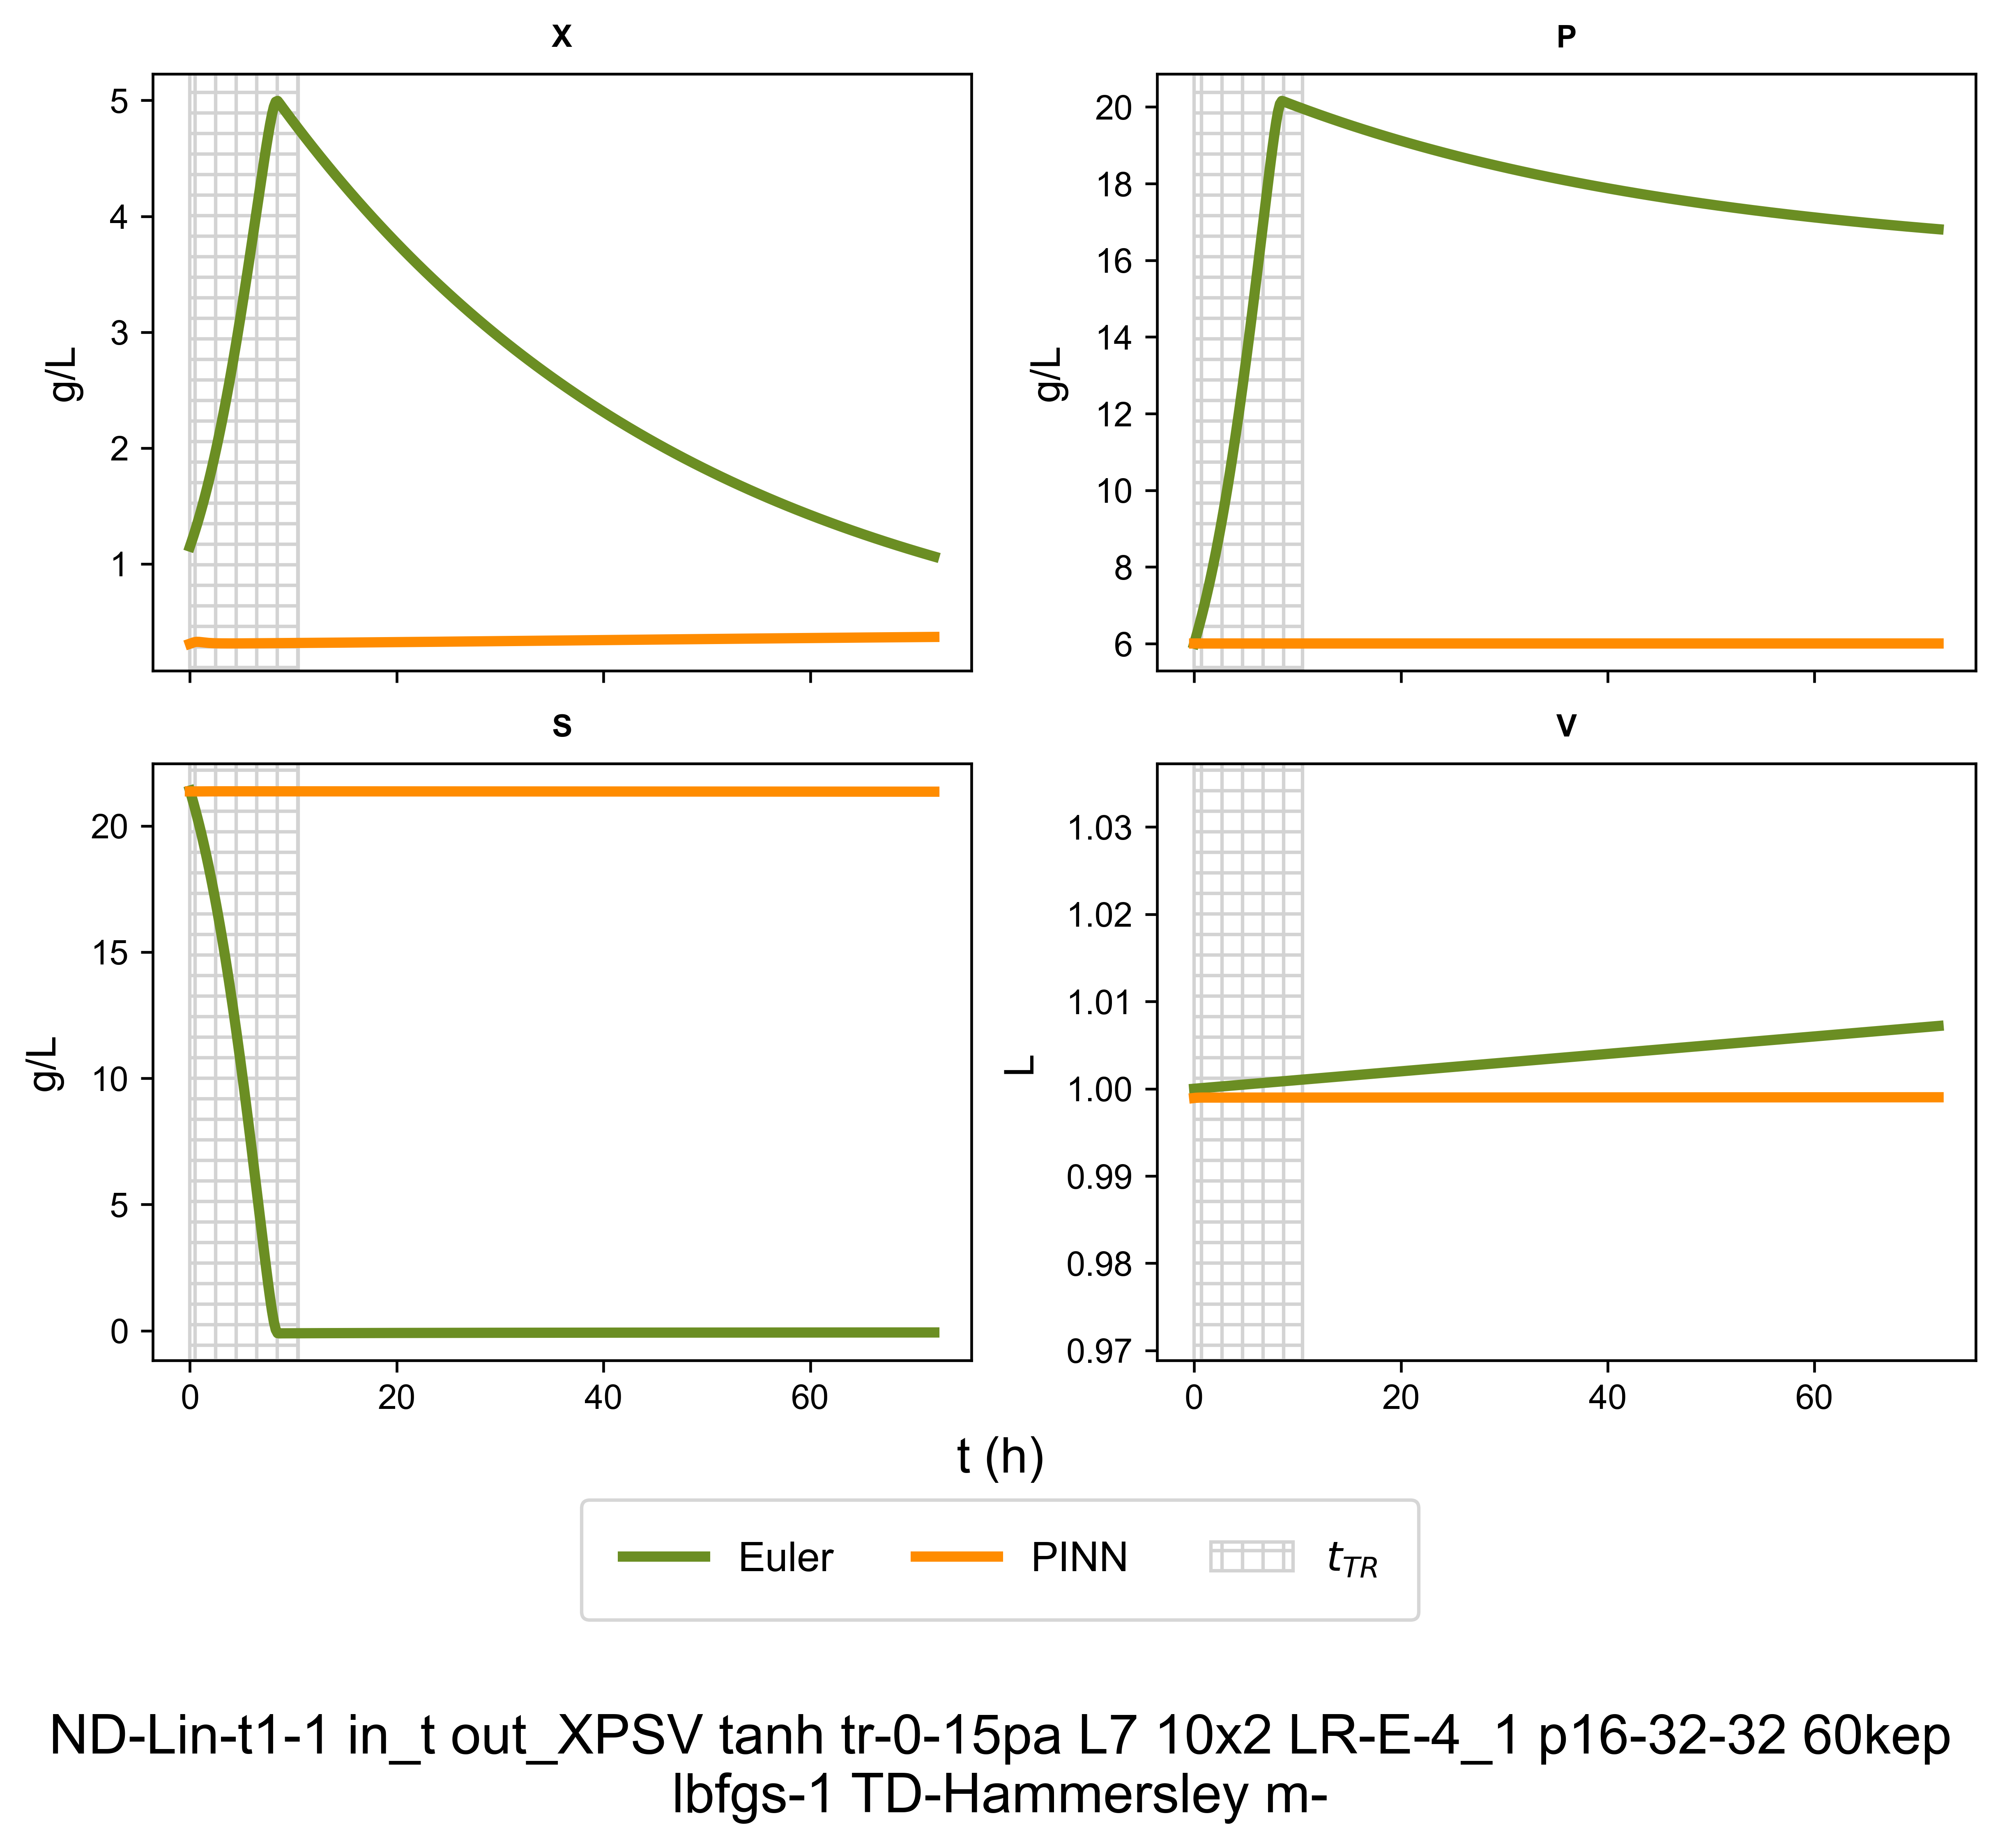 X
P
5
4
3
2
1
g/L
20
18
16
14
12
10
8
6
g/L
S
V
20
15
10
5
0
g/L
0
20
40
60
1.03
1.02
1.01
1.00
0.99
0.98
0.97
L
0
20
40
60
t (h)
Euler
PINN
tTR
ND-Lin-t1-1 in_t out_XPSV tanh tr-0-15pa L7 10x2 LR-E-4_1 p16-32-32 60kep
lbfgs-1 TD-Hammersley m-